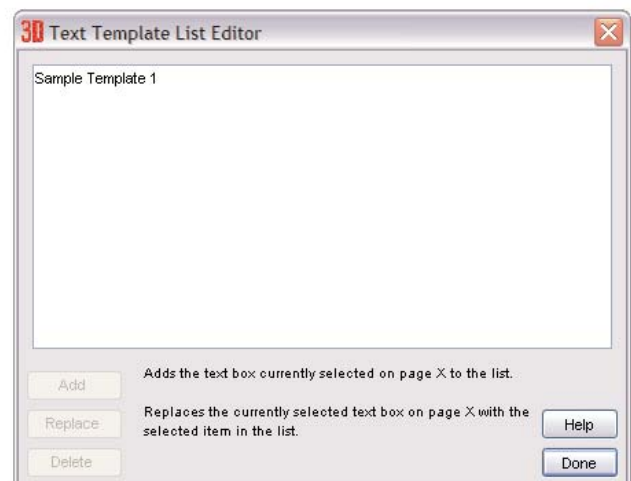 3D Text Template List Editor
Sample Template 1
Add
Adds the text box currently selected on page X to the list.
Replace
Replaces the currently selected text box on page X with the
selected item in the list.
Help
Delete
Done